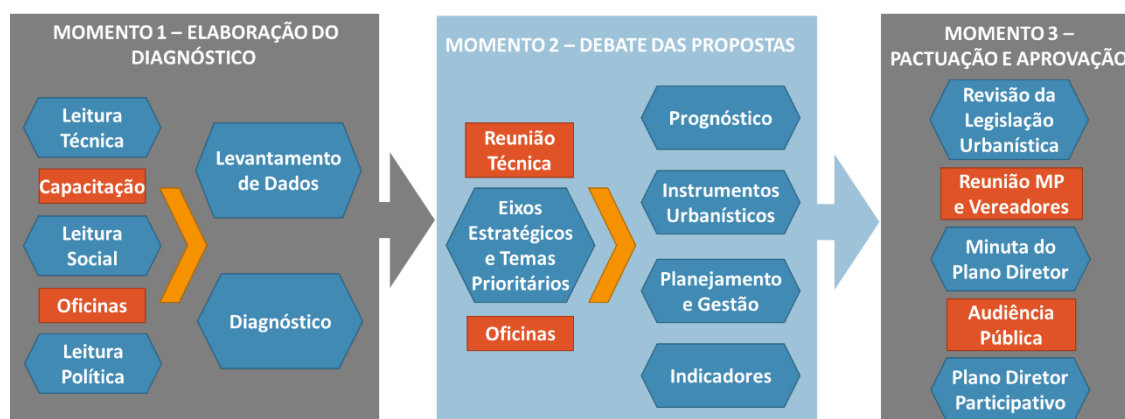 MOMENTO 1 – ELABORAÇÃO DO
DIAGNÓSTICO
Leitura
Técnica
Capacitação
Leitura
Social
Oficinas
Leitura
Política
Levantamento
de Dados
Diagnóstico
MOMENTO 2 – DEBATE DAS PROPOSTAS
Reunião
Técnica
Eixos
Estratégicos
e Temas
Prioritários
Oficinas
Prognóstico
Instrumentos
Urbanísticos
Planejamento
e Gestão
Indicadores
MOMENTO 3 –
PACTUAÇÃO E APROVAÇÃO
Revisão da
Legislação
Urbanística
Reunião MP
e Vereadores
Minuta do
Plano Diretor
Audiência
Pública
Plano Diretor
Participativo